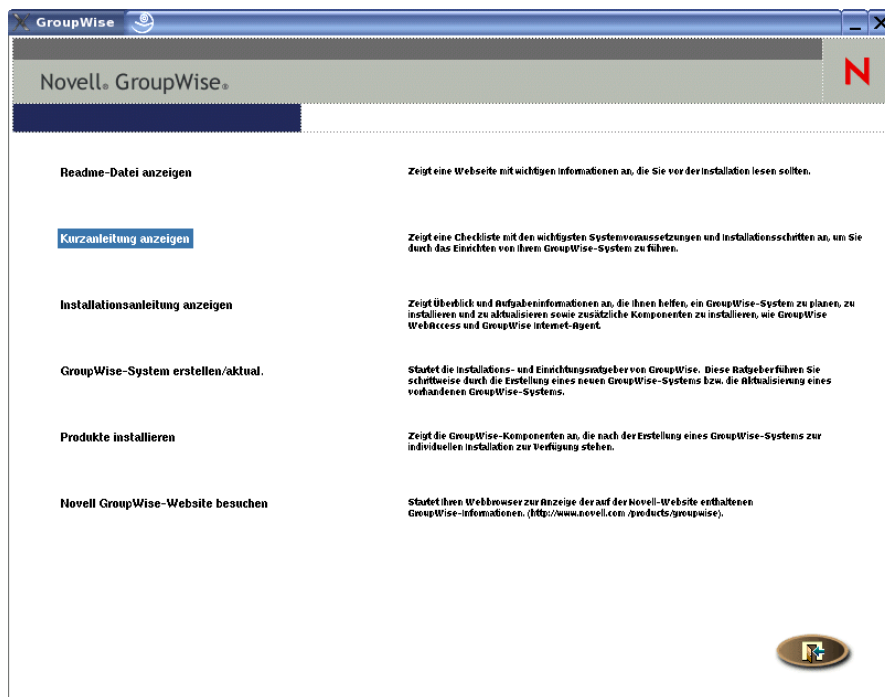 GroupWise
Novell® GroupWise®
N
Readme-Datei anzeigen
Zeigt eine Webseite mit wichtigen Informationen an, die Sie vor der Installation lesen sollten.
Kurzanleitung anzeigen
Zeigt eine Checkliste mit den wichtigsten Systemvoraussetzungen und Installationsschritten an, um Sie
durch das Einrichten von Ihrem GroupWise-System zu führen.
Installationsanleitung anzeigen
Zeigt Überblick und Aufgabeninformationen an, die Ihnen helfen, ein GroupWise-System zu planen, zu
installieren und zu aktualisieren sowie zusätzliche Komponenten zu installieren, wie GroupWise
WebAccess und GroupWise Internet-Agent.
GroupWise-System erstellen/aktual.
Startet die Installations- und Einrichtungsratgeber von GroupWise. Diese Ratgeber führen Sie
schrittweise durch die Erstellung eines neuen GroupWise-Systems bzw. die Aktualisierung eines
vorhandenen GroupWise-Systems.
Produkte installieren
Zeigt die GroupWise-Komponenten an, die nach der Erstellung eines GroupWise-Systems zur
individuellen Installation zur Verfügung stehen.
Novell GroupWise-Website besuchen
Startet Ihren Webbrowser zur Anzeige der auf der Novell-Website enthaltenen
GroupWise-Informationen. (http://www.novell.com /products/groupwise).